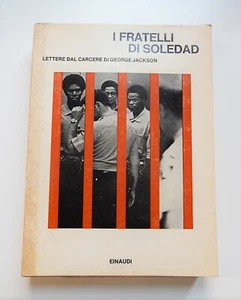 I FRATELLI
DI SOLEDAD
LETTERE DAL CARCERE DI GEORGE JACKSON
EINAUDI